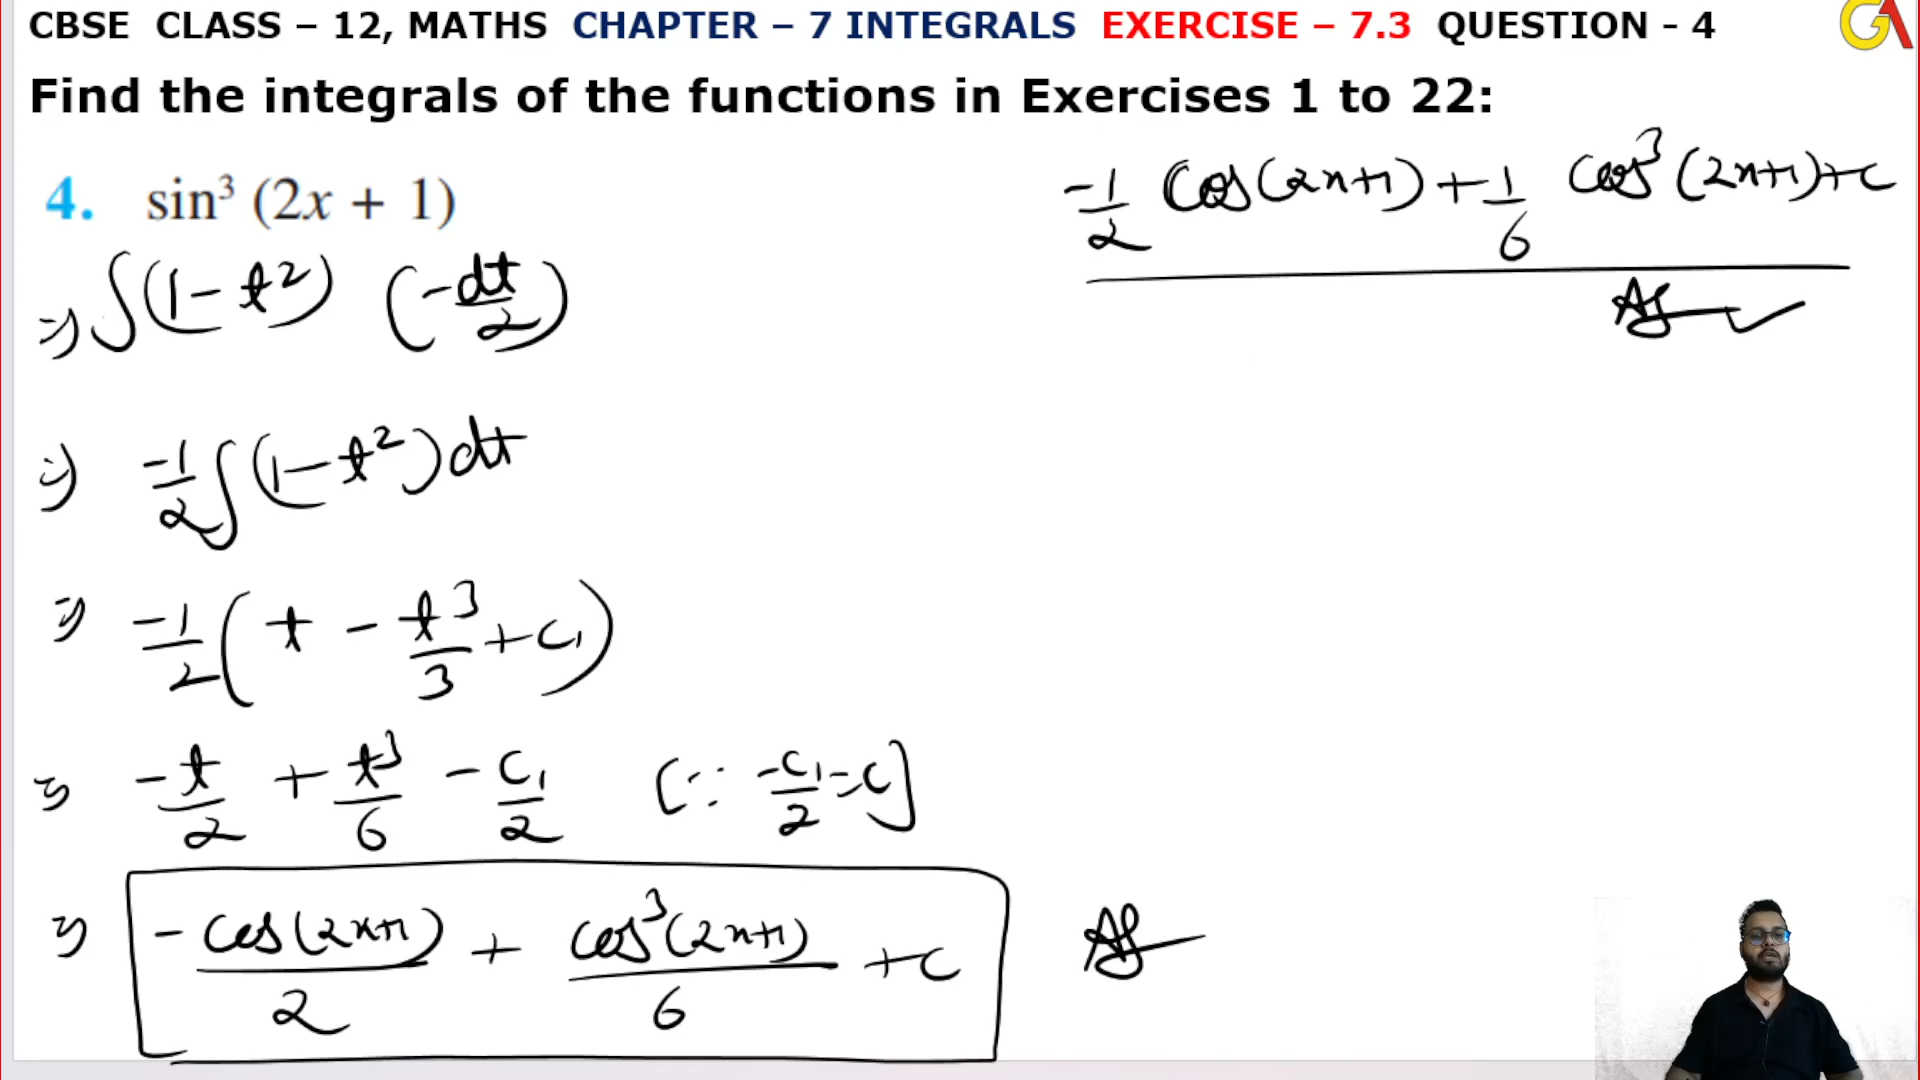 CBSE CLASS – 12, MATHS CHAPTER – 7 INTEGRALS EXERCISE – 7.3 QUESTION - 4
GA
Find the integrals of the functions in Exercises 1 to 22:
4. sin³ (2x + 1)
⇒ ∫(1 - t²) (-dt/2)
⇒ -1/2 ∫(1 - t²)dt
⇒ -1/2 (t - t³/3 + c₁)
⇒ -t/2 + t³/6 - c₁/2 [∵ -c₁/2 = c]
⇒ - cos(2x+1)/2 + cos³(2x+1)/6 + c
-1/2 cos(2x+1) + 1/6 cos³(2x+1) + c